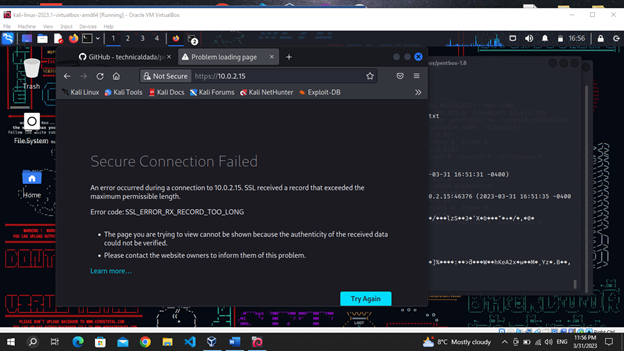 kali-linux-2023.1-virtualbox-amd64 [Running] - Oracle VM VirtualBox
File Machine View Input Devices Help
1 2 3 4
16:56
GitHub - technicaldada/p
Problem loading page
/pentbox-1.8
Not Secure https://10.0.2.15
Kali Linux Kali Tools Kali Docs Kali Forums Kali NetHunter Exploit-DB
Trash
File System
Home
Secure Connection Failed
An error occurred during a connection to 10.0.2.15. SSL received a record that exceeded the
maximum permissible length.
Error code: SSL_ERROR_RX_RECORD_TOO_LONG
The page you are trying to view cannot be shown because the authenticity of the received data
could not be verified.
Please contact the website owners to inform them of this problem.
Learn more…
Try Again
txt
-03-31 16:51:31 -0400)
.2.15:46376 (2023-03-31 16:51:35 -0400
Right Ctrl
8°C Mostly cloudy
ENG
11:56 PM
3/31/2023